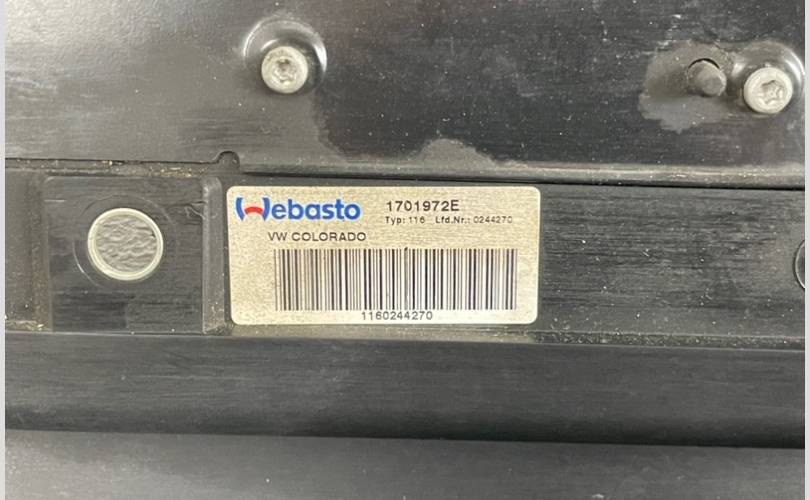 Webasto 1701972E
Typ: 116 Lfd.Nr.: 0244270
VW COLORADO
1160244270